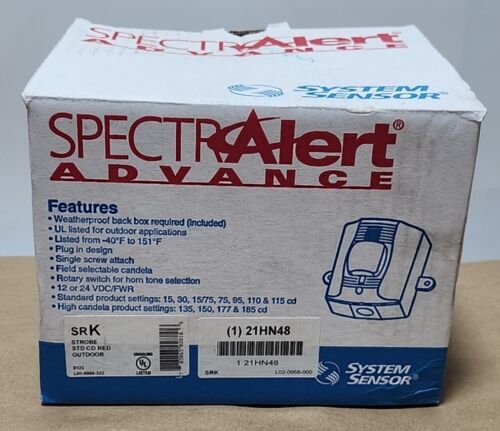 SPECTRAlert
ADVANCE
SYSTEM
SENSOR®
SPECTRAlert®
ADVANCE
Features
• Weatherproof back box required (included)
• UL listed for outdoor applications
• Listed from -40°F to 151°F
• Plug in design
• Single screw attach
• Field selectable candela
• Rotary switch for horn tone selection
• 12 or 24 VDC/FWR
• Standard product settings: 15, 30, 15/75, 75, 95, 110 & 115 cd
• High candela product settings: 135, 150, 177 & 185 cd
SRK
STROBE
STD CD RED
OUTDOOR
LISTED
(1) 21HN48
1 21HN48
SRK
SYSTEM
SENSOR®